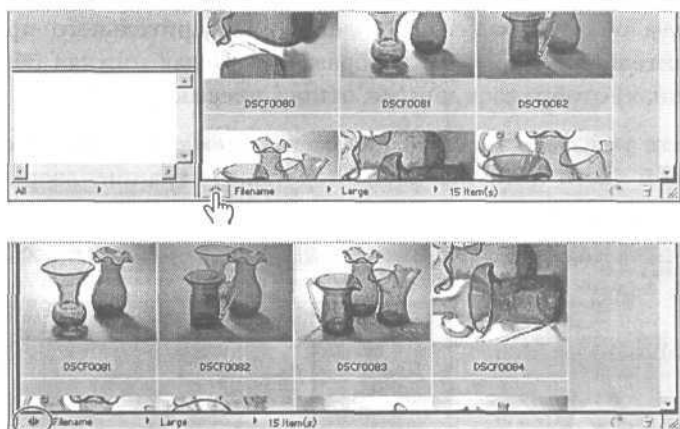 DSCF0080 DSCF0081 DSCF0082
All Filename Large 15 Item(s)
DSCF0081 DSCF0082 DSCF0083 DSCF0084
Filename Large 15 Item(s)